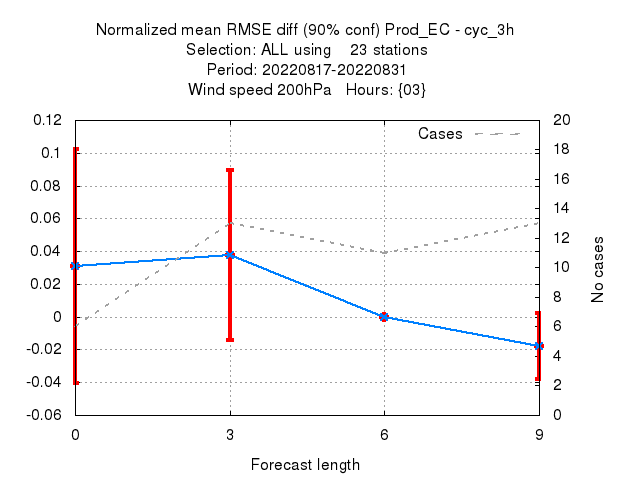 Normalized mean RMSE diff (90% conf) Prod_EC - cyc_3h
Selection: ALL using    23 stations
Period: 20220817-20220831
Wind speed 200hPa   Hours: {03}
Cases
0.12
0.1
0.08
0.06
0.04
0.02
0
-0.02
-0.04
-0.06
20
18
16
14
12
10
8
6
4
2
0
No cases
0 3 6 9
Forecast length